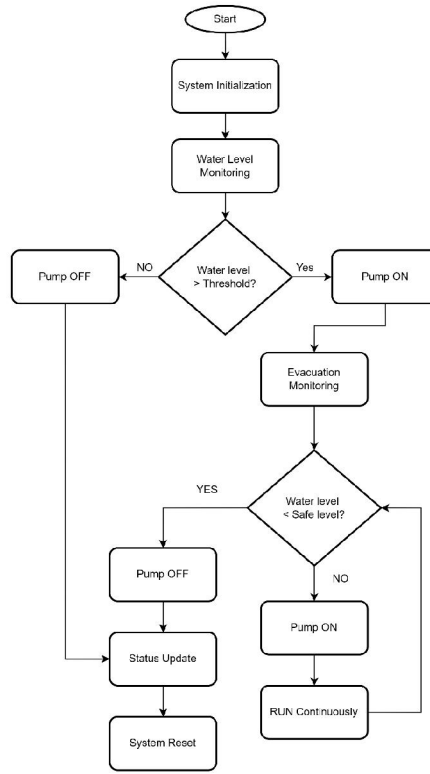 Start
System Initialization
Water Level
Monitoring
Pump OFF
NO
Water level
> Threshold?
Yes
Pump ON
Evacuation
Monitoring
YES
Water level
< Safe level?
Pump OFF
NO
Pump ON
Status Update
RUN Continuously
System Reset